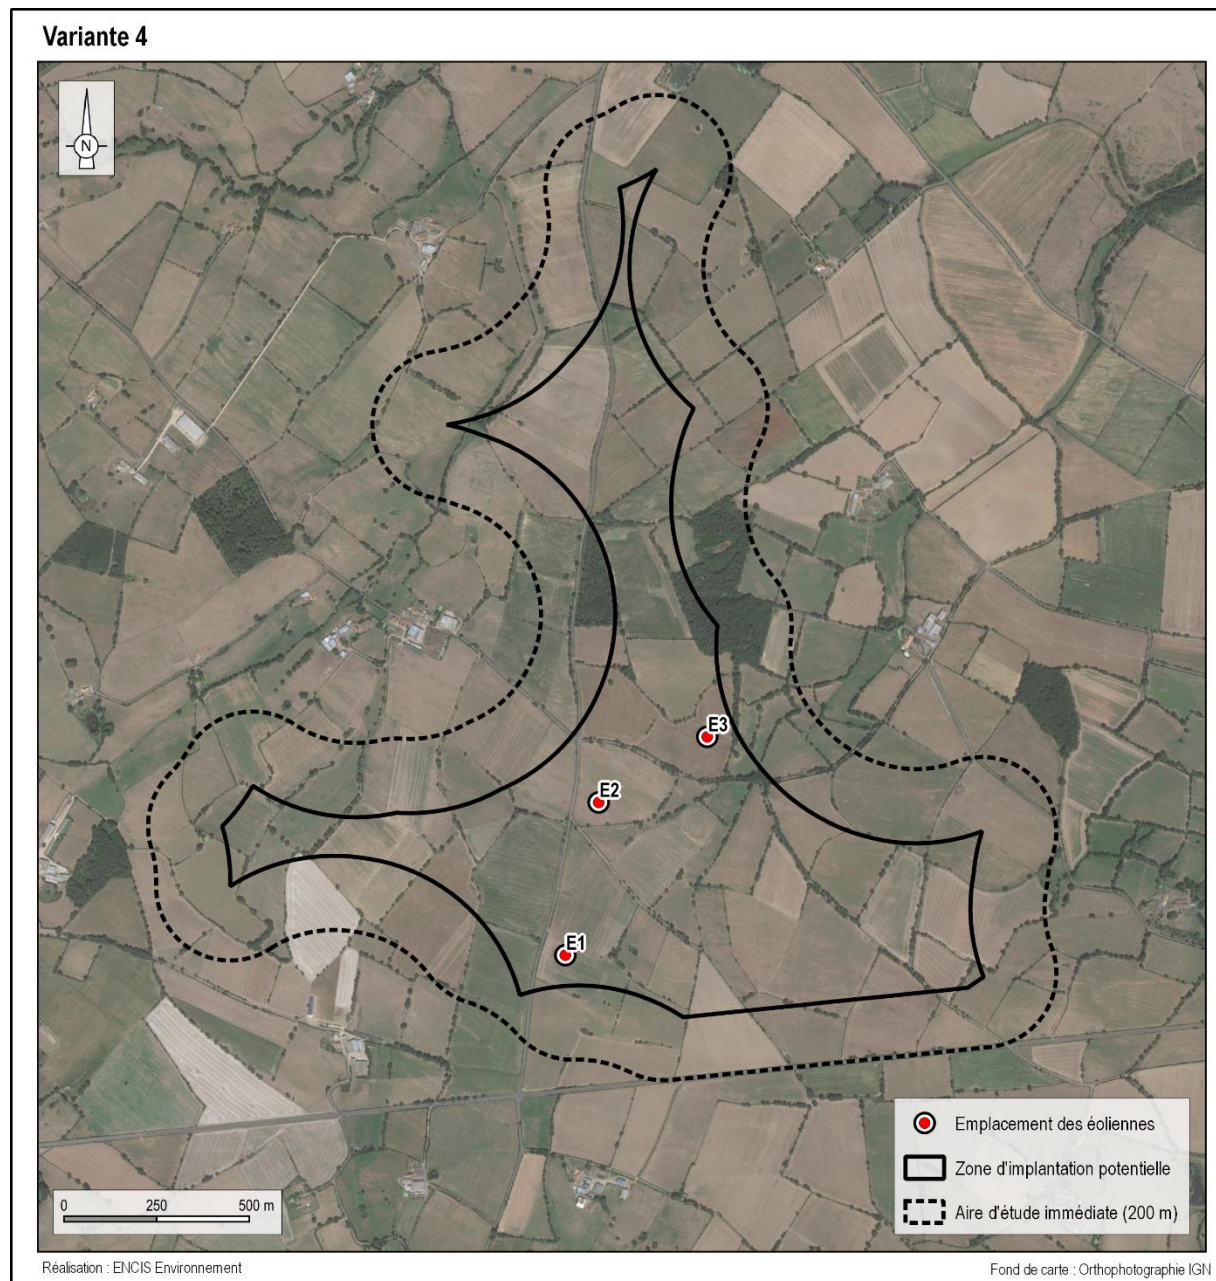 Variante 4
N
E3
E2
E1
Emplacement des éoliennes
Zone d'implantation potentielle
Aire d'étude immédiate (200 m)
0 250 500 m
Réalisation : ENCIS Environnement
Fond de carte : Orthophotographie IGN